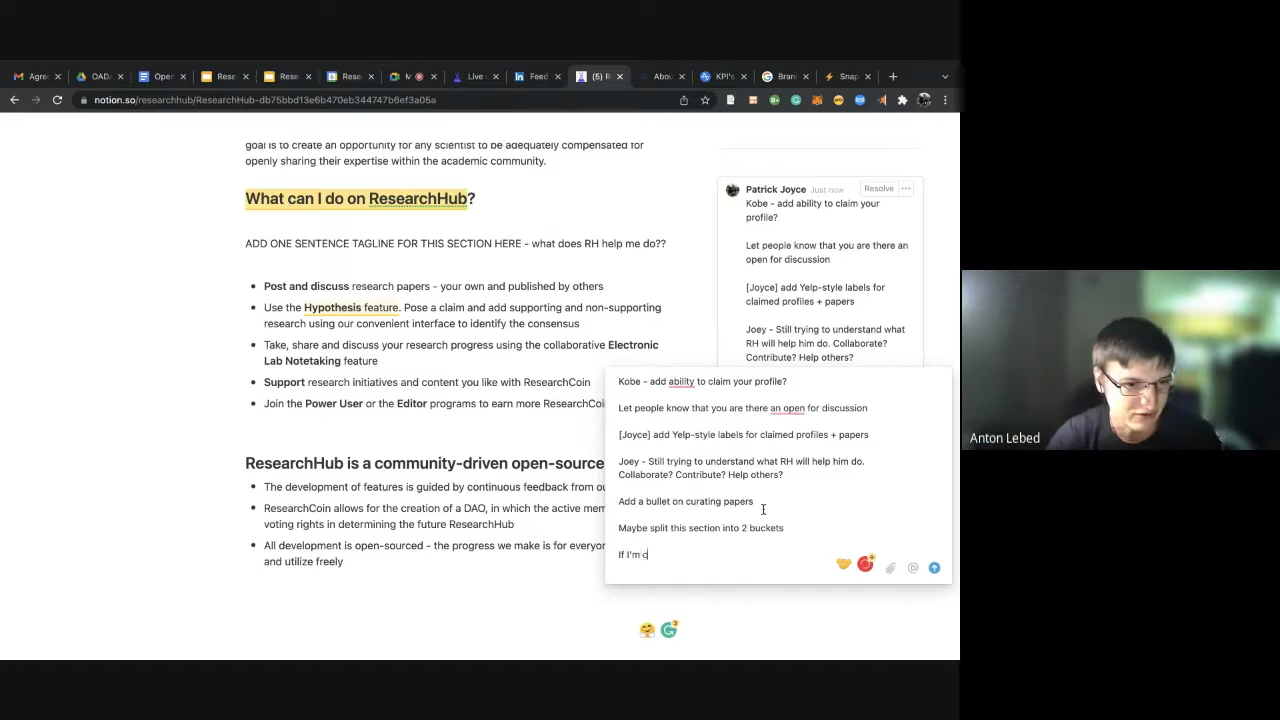 Agre
OAD
Open
Rese
Rese
Rese
M
Live
Feed
(5) R
Abou
KPI's
Bran
Snap
notion.so/researchhub/ResearchHub-db75bbd13e6b470eb344747b6ef3a05a
goal is to create an opportunity for any scientist to be adequately compensated for
openly sharing their expertise within the academic community.
What can I do on ResearchHub?
ADD ONE SENTENCE TAGLINE FOR THIS SECTION HERE - what does RH help me do??
Post and discuss research papers - your own and published by others
Use the Hypothesis feature. Pose a claim and add supporting and non-supporting
research using our convenient interface to identify the consensus
Take, share and discuss your research progress using the collaborative Electronic
Lab Notetaking feature
Support research initiatives and content you like with ResearchCoin
Join the Power User or the Editor programs to earn more ResearchCoi
ResearchHub is a community-driven open-source
The development of features is guided by continuous feedback from ou
ResearchCoin allows for the creation of a DAO, in which the active mem
voting rights in determining the future ResearchHub
All development is open-sourced - the progress we make is for everyo
and utilize freely
Patrick Joyce Just now Resolve
Kobe - add ability to claim your
profile?
Let people know that you are there an
open for discussion
[Joyce] add Yelp-style labels for
claimed profiles + papers
Joey - Still trying to understand what
RH will help him do. Collaborate?
Contribute? Help others?
Kobe - add ability to claim your profile?
Let people know that you are there an open for discussion
[Joyce] add Yelp-style labels for claimed profiles + papers
Joey - Still trying to understand what RH will help him do.
Collaborate? Contribute? Help others?
Add a bullet on curating papers
Maybe split this section into 2 buckets
If I'm c
Anton Lebed